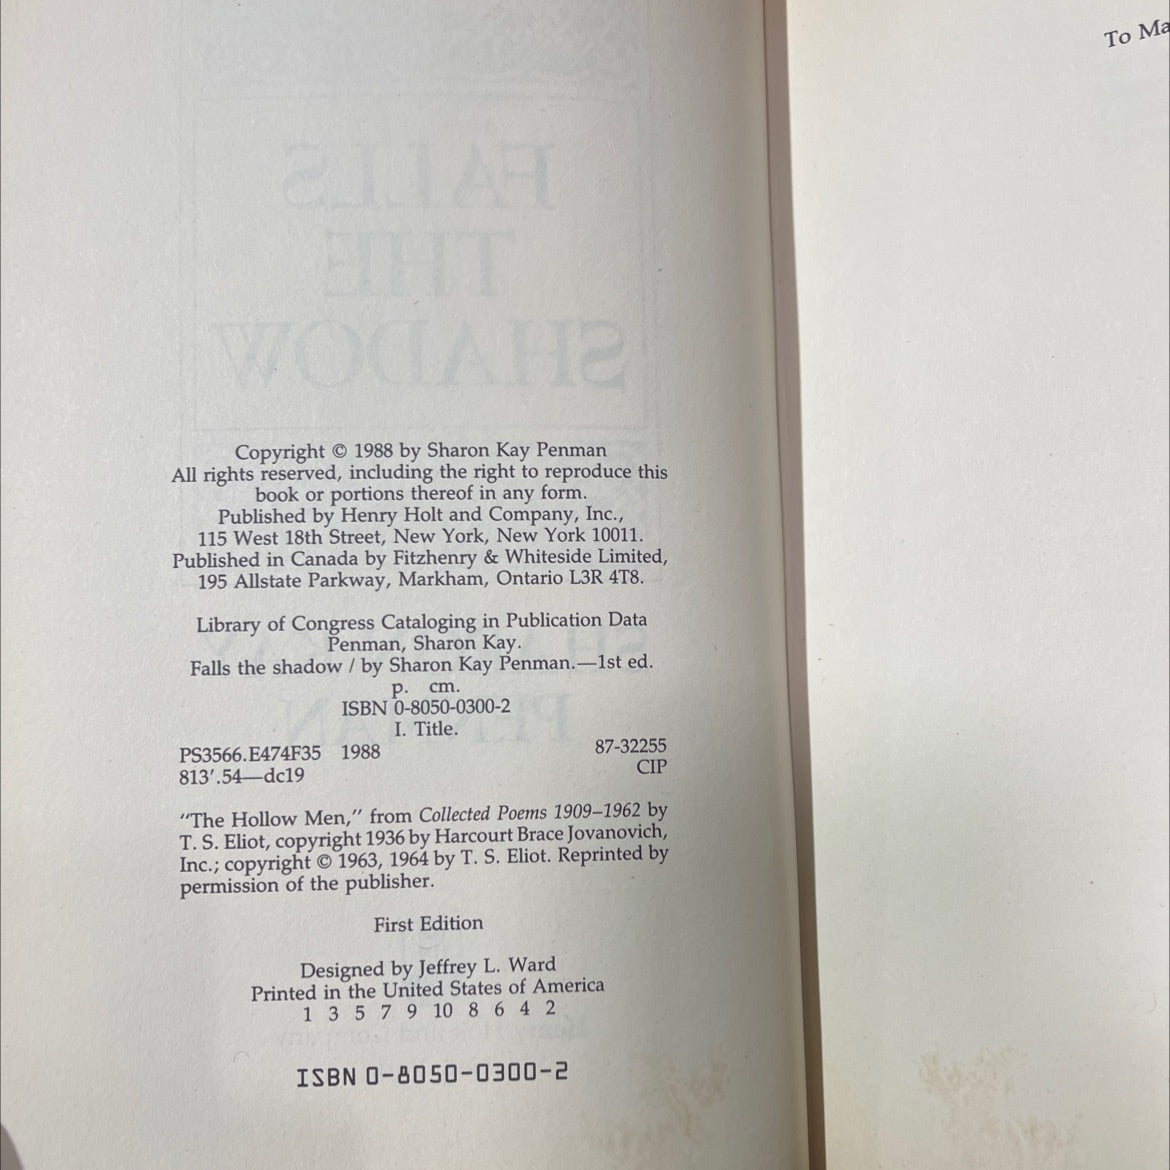 FALLS
THE
SHADOW
Copyright © 1988 by Sharon Kay Penman
All rights reserved, including the right to reproduce this
book or portions thereof in any form.
Published by Henry Holt and Company, Inc.,
115 West 18th Street, New York, New York 10011.
Published in Canada by Fitzhenry & Whiteside Limited,
195 Allstate Parkway, Markham, Ontario L3R 4T8.
Library of Congress Cataloging in Publication Data
Penman, Sharon Kay.
Falls the shadow / by Sharon Kay Penman.—1st ed.
p. cm.
ISBN 0-8050-0300-2
I. Title.
PS3566.E474F35 1988 87-32255
813′.54—dc19 CIP
"The Hollow Men," from Collected Poems 1909–1962 by
T. S. Eliot, copyright 1936 by Harcourt Brace Jovanovich,
Inc.; copyright © 1963, 1964 by T. S. Eliot. Reprinted by
permission of the publisher.
First Edition
Designed by Jeffrey L. Ward
Printed in the United States of America
1 3 5 7 9 10 8 6 4 2
ISBN 0-8050-0300-2
To Ma